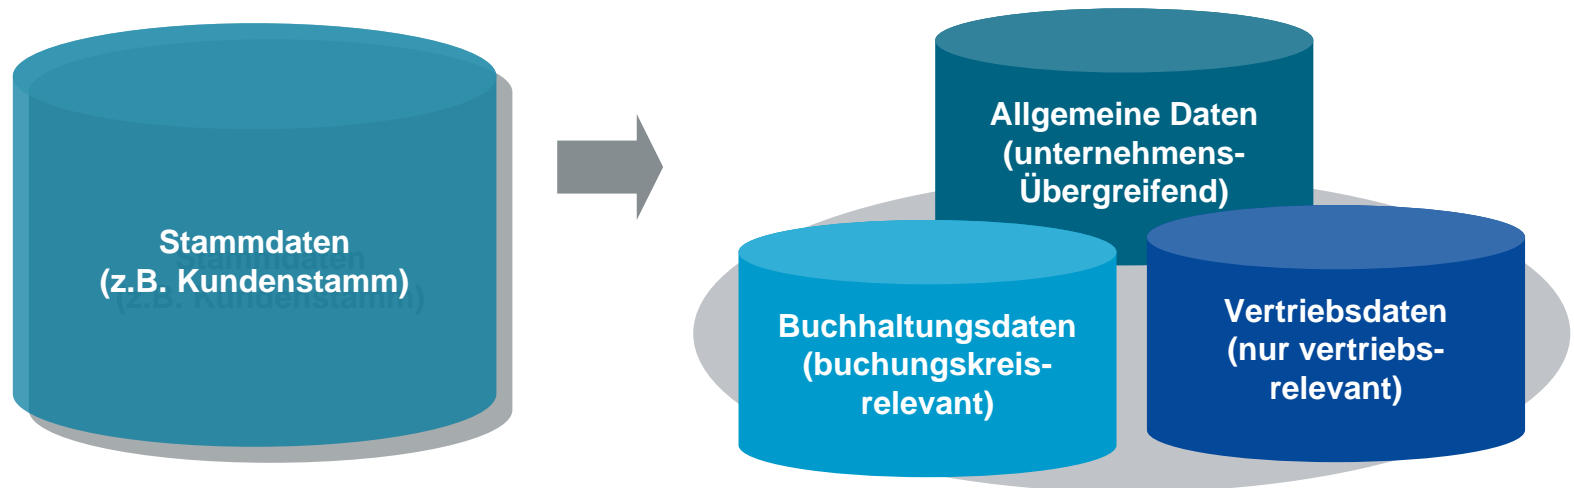 Stammdaten
(z.B. Kundenstamm)
Allgemeine Daten
(unternehmens-
Übergreifend)
Buchhaltungsdaten
(buchungskreis-
relevant)
Vertriebsdaten
(nur vertriebs-
relevant)